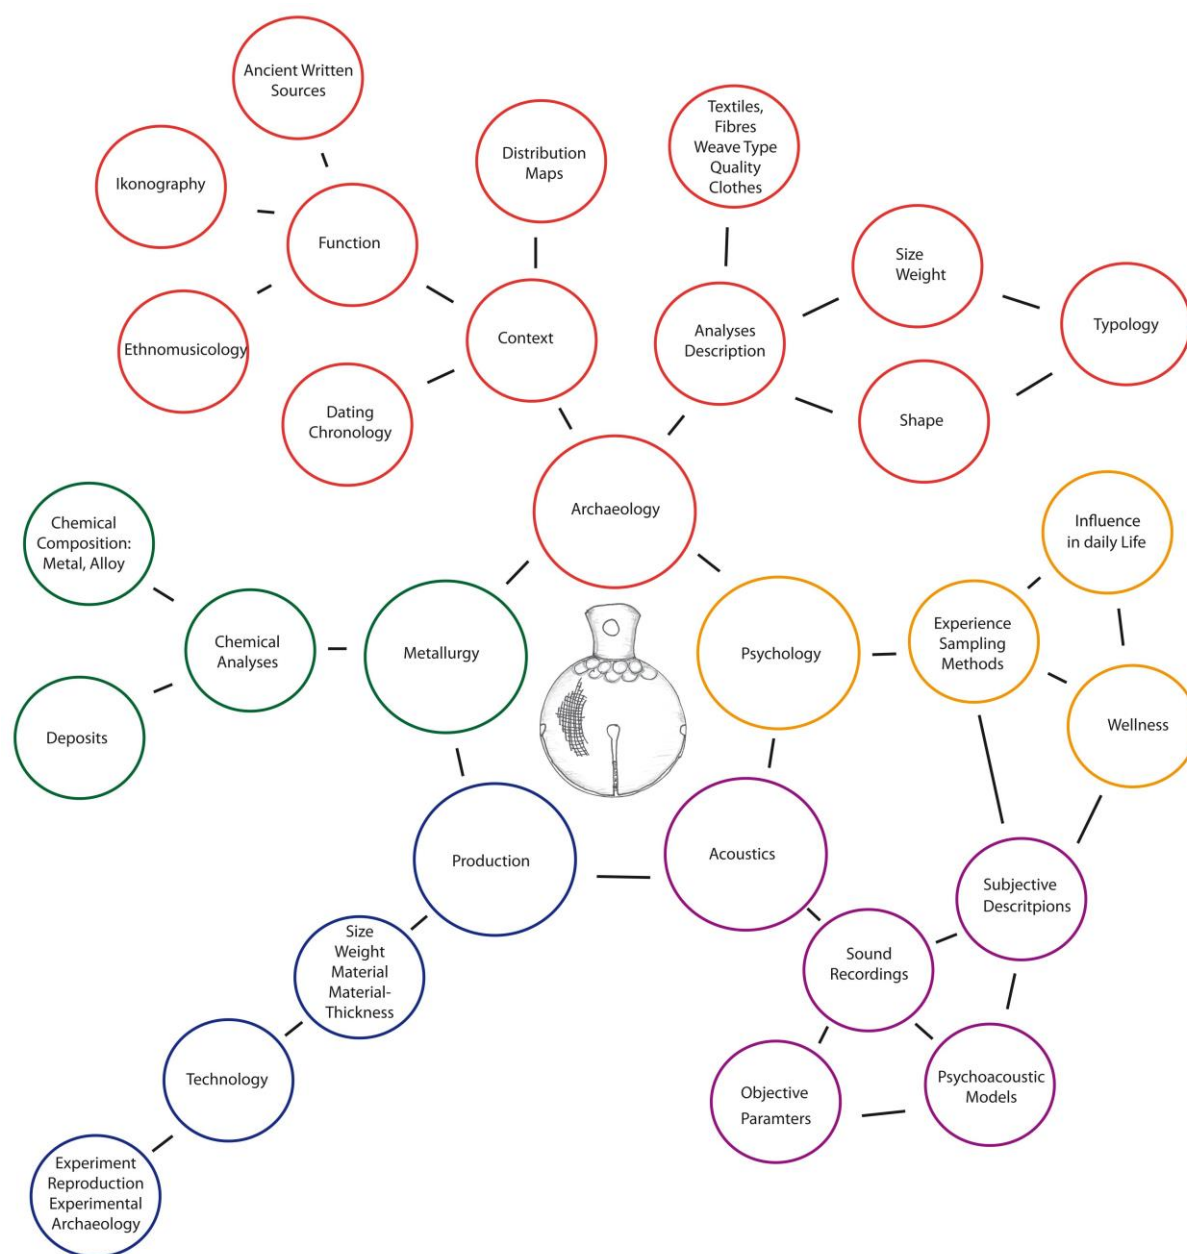 Ancient Written
Sources
Ikonography
Function
Ethnomusicology
Distribution
Maps
Context
Dating
Chronology
Textiles,
Fibres
Weave Type
Quality
Clothes
Analyses
Description
Size
Weight
Typology
Shape
Archaeology
Chemical
Composition:
Metal, Alloy
Chemical
Analyses
Deposits
Metallurgy
Psychology
Experience
Sampling
Methods
Influence
in daily Life
Wellness
Production
Acoustics
Size
Weight
Material
Material-
Thickness
Technology
Experiment
Reproduction
Experimental
Archaeology
Sound
Recordings
Subjective
Descritpions
Objective
Paramters
Psychoacoustic
Models